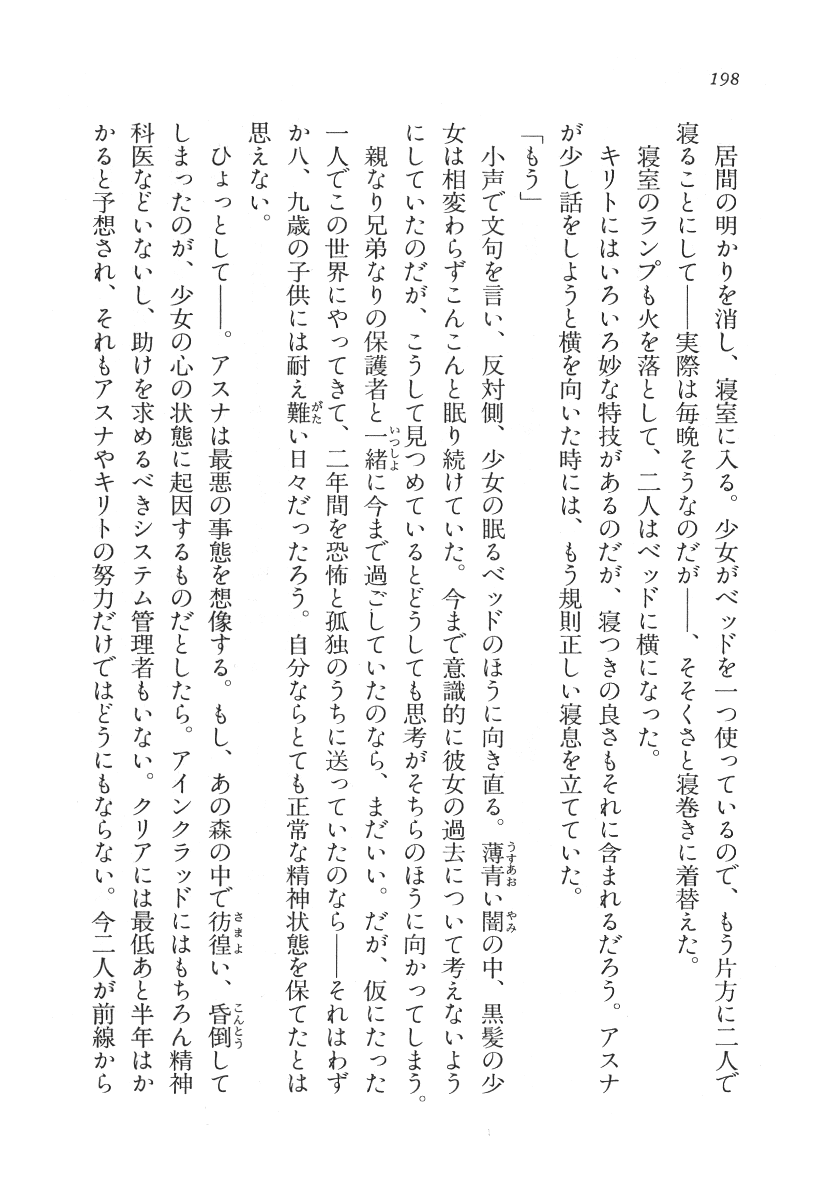 198
居間の明かりを消し、寝室に入る。少女がベッドを一つ使っているので、もう片方に二人で
寝ることにして――実際は毎晩そうなのだが――、そそくさと寝巻きに着替えた。
寝室のランプも火を落として、二人はベッドに横になった。
キリトにはいろいろ妙な特技があるのだが、寝つきの良さもそれに含まれるだろう。アスナ
が少し話をしようと横を向いた時には、もう規則正しい寝息を立てていた。
「もう」
小声で文句を言い、反対側、少女の眠るベッドのほうに向き直る。薄青い闇の中、黒髪の少
女は相変わらずこんこんと眠り続けていた。今まで意識的に彼女の過去について考えないよう
にしていたのだが、こうして見つめているとどうしても思考がそちらのほうに向かってしまう。
親なり兄弟なりの保護者と一緒に今まで過ごしていたのなら、まだいい。だが、仮にたった
一人でこの世界にやってきて、二年間を恐怖と孤独のうちに送っていたのなら――それはわず
か八、九歳の子供には耐え難い日々だったろう。自分ならとても正常な精神状態を保てたとは
思えない。
ひょっとして――。アスナは最悪の事態を想像する。もし、あの森の中で彷徨い、昏倒して
しまったのが、少女の心の状態に起因するものだとしたら。アインクラッドにはもちろん精神
科医などいないし、助けを求めるべきシステム管理者もいない。クリアには最低あと半年はか
かると予想され、それもアスナやキリトの努力だけではどうにもならない。今二人が前線から